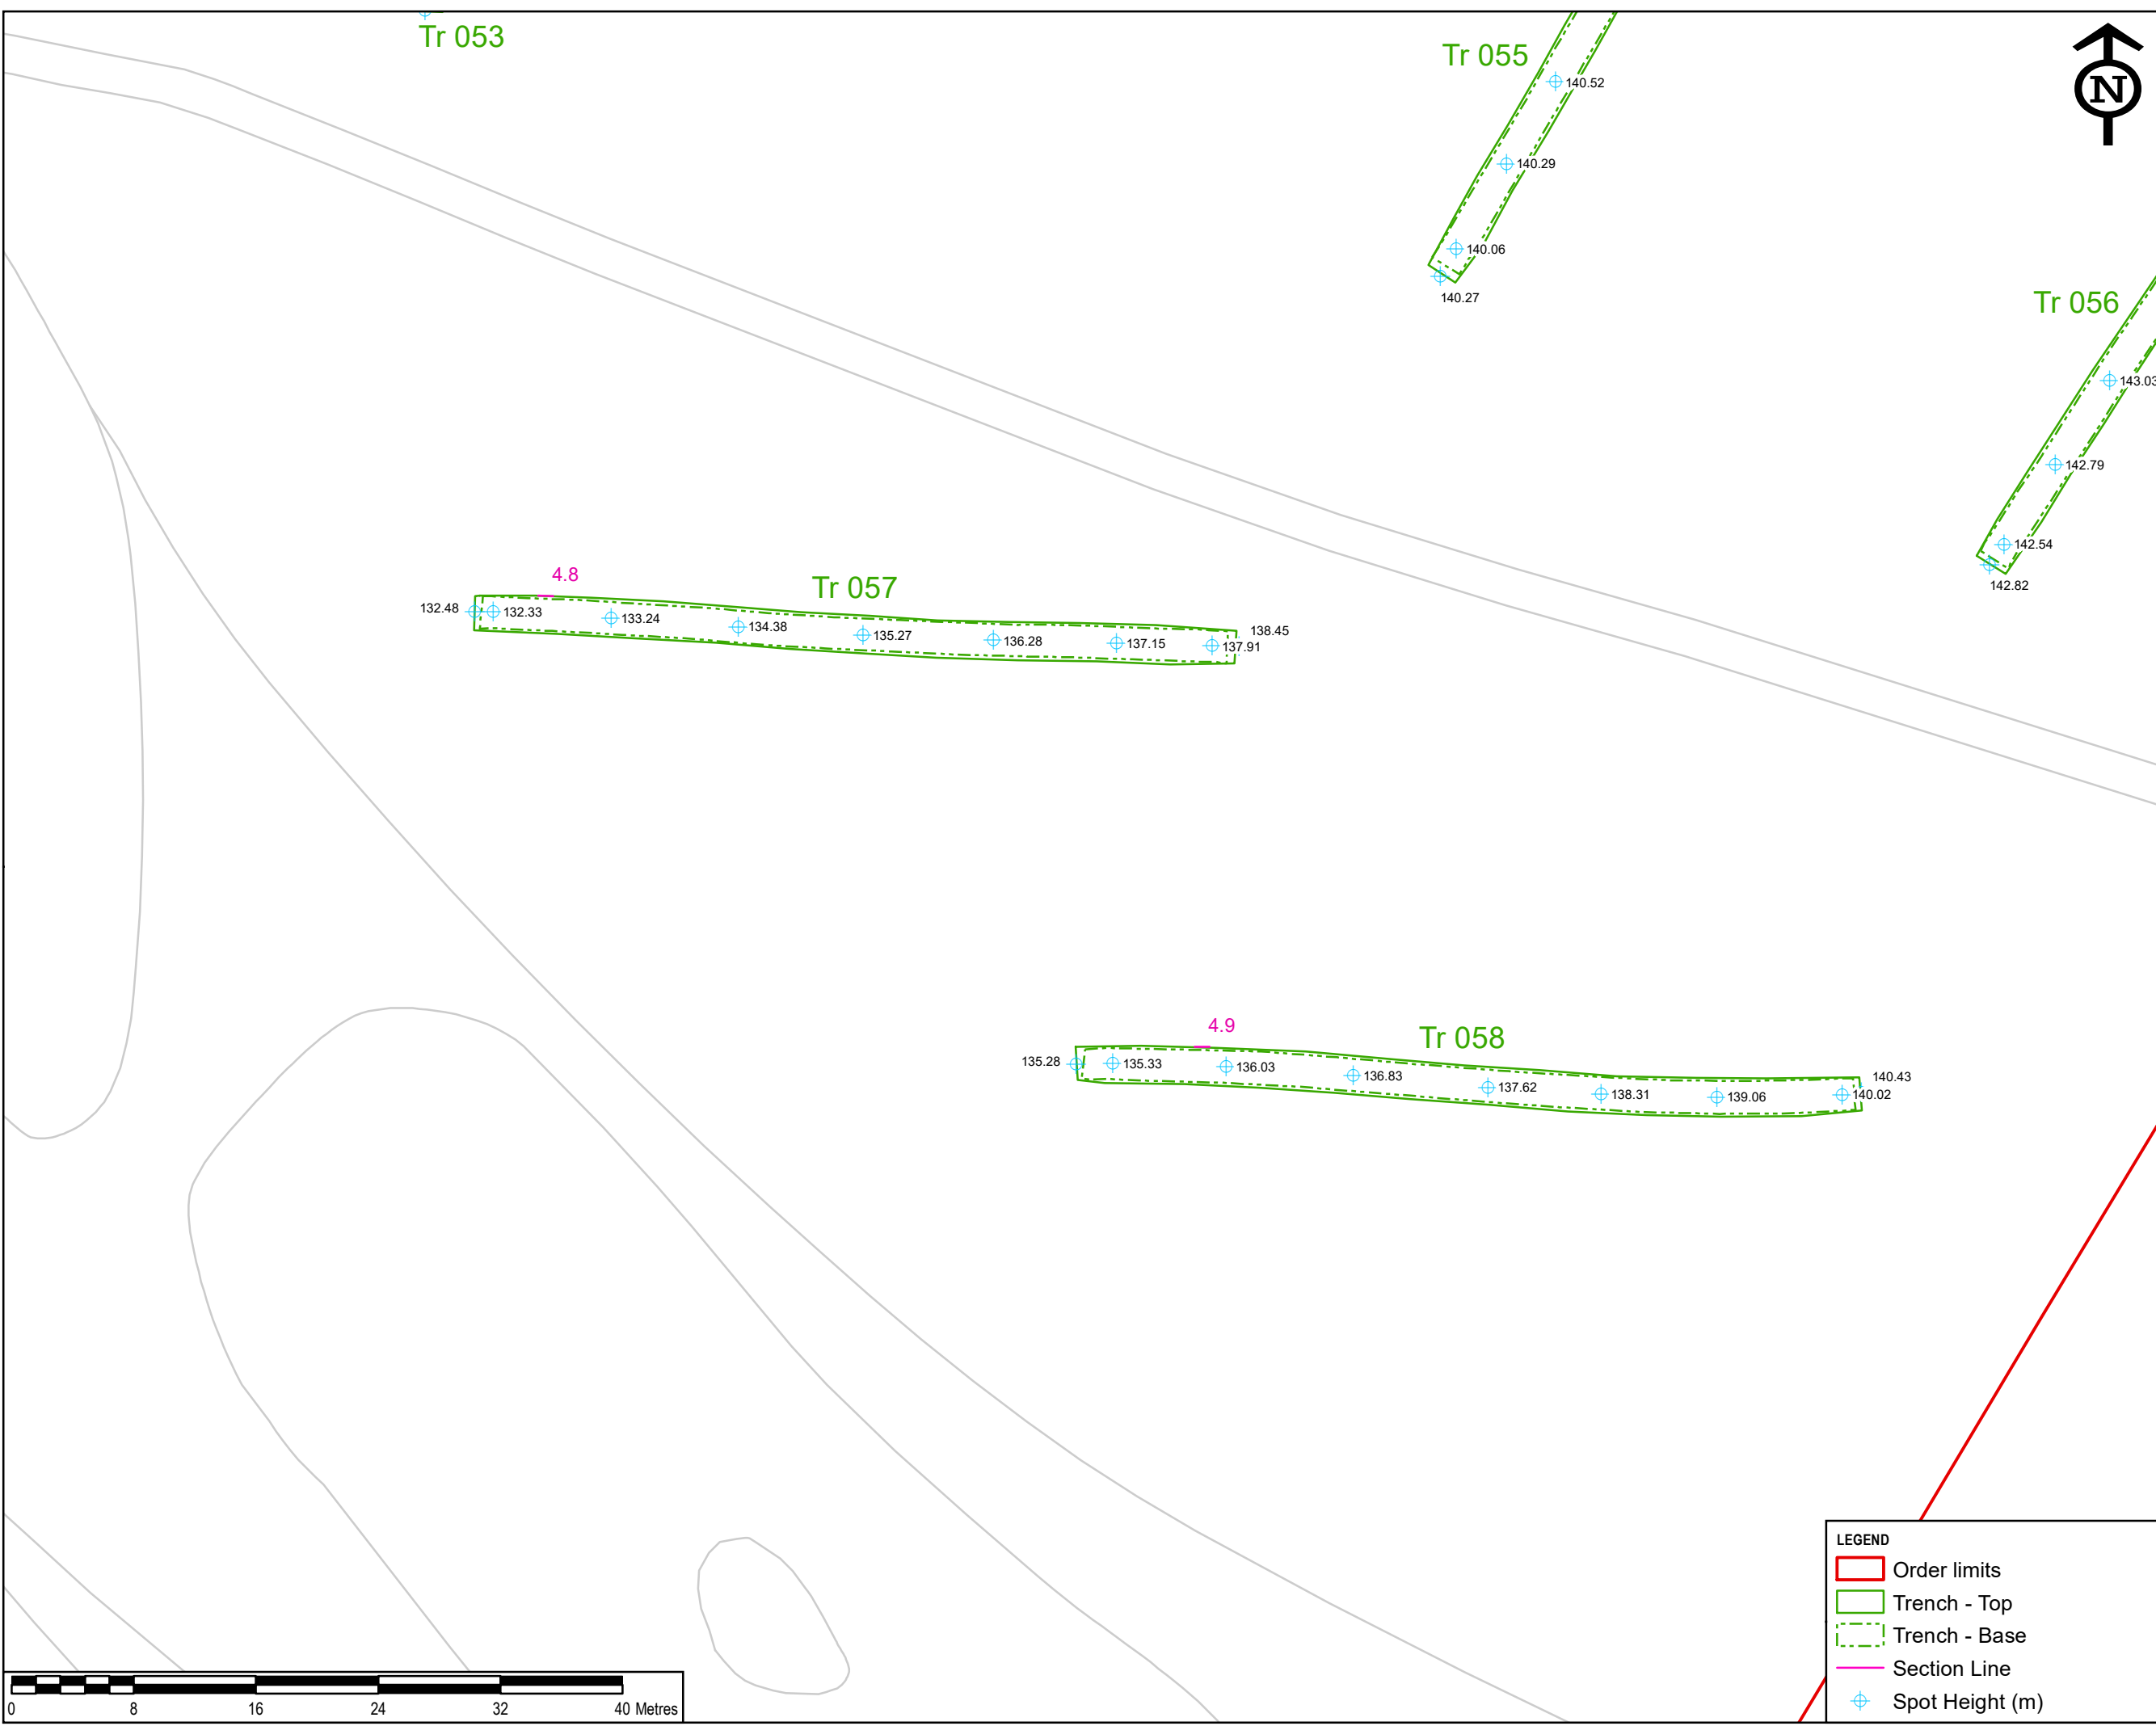 Tr 053
Tr 055
N
140.52
140.29
140.06
140.27
Tr 056
143.03
142.79
142.54
142.82
4.8
Tr 057
132.48
132.33
133.24
134.38
135.27
136.28
137.15
138.45
137.91
4.9
Tr 058
135.28
135.33
136.03
136.83
137.62
138.31
139.06
140.43
140.02
LEGEND
Order limits
Trench - Top
Trench - Base
Section Line
Spot Height (m)
0 8 16 24 32 40 Metres